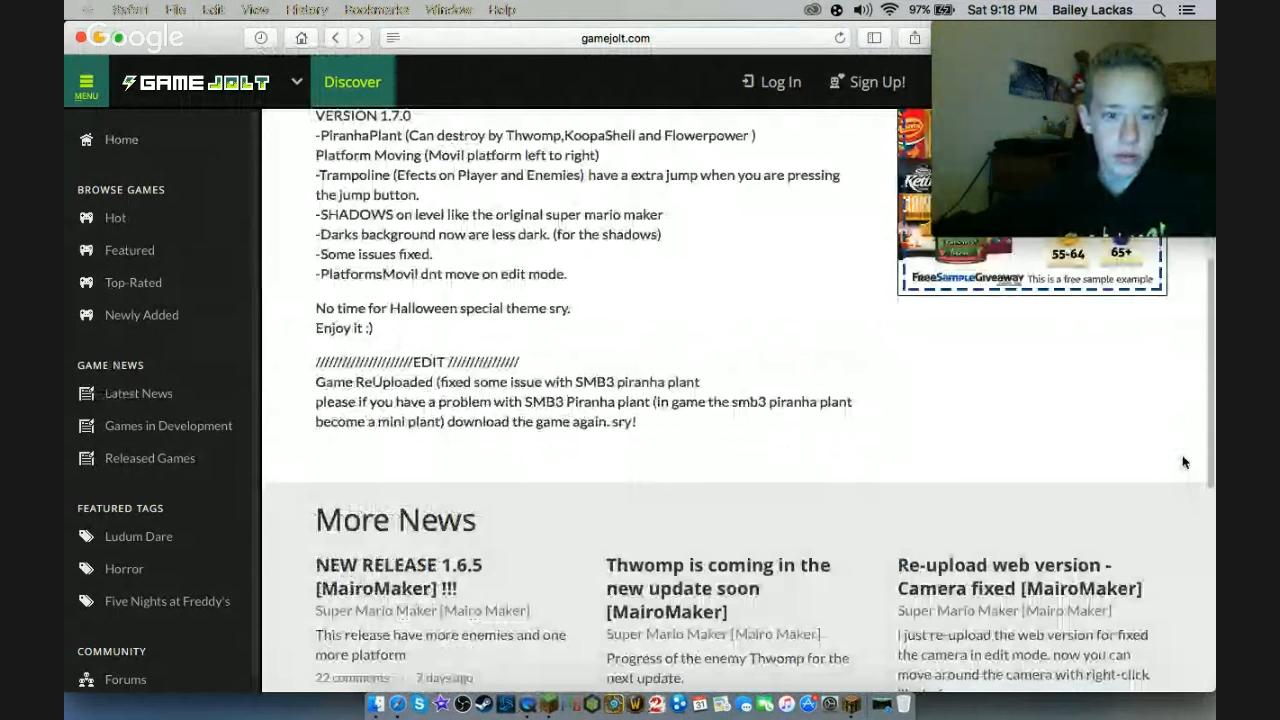 Safari File Edit View History Bookmarks Window Help 97% Sat 9:18 PM Bailey Lackas
Google gamejolt.com
MENU GAME JOLT Discover Log In Sign Up!
Home
BROWSE GAMES
Hot
Featured
Top-Rated
Newly Added
GAME NEWS
Latest News
Games in Development
Released Games
FEATURED TAGS
Ludum Dare
Horror
Five Nights at Freddy's
COMMUNITY
Forums
VERSION 1.7.0
-PiranhaPlant (Can destroy by Thwomp,KoopaShell and Flowerpower )
Platform Moving (Movil platform left to right)
-Trampoline (Efects on Player and Enemies) have a extra jump when you are pressing
the jump button.
-SHADOWS on level like the original super mario maker
-Darks background now are less dark. (for the shadows)
-Some issues fixed.
-PlatformsMovil dnt move on edit mode.
No time for Halloween special theme sry.
Enjoy it ;)
//////////////////////EDIT ////////////////
Game ReUploaded (fixed some issue with SMB3 piranha plant
please if you have a problem with SMB3 Piranha plant (in game the smb3 piranha plant
become a mini plant) download the game again. sry!
55-64 65+
FreeSampleGiveaway This is a free sample example
More News
NEW RELEASE 1.6.5
[MairoMaker] !!!
Super Mario Maker [Mairo Maker]
This release have more enemies and one
more platform
22 comments 7 days ago
Thwomp is coming in the
new update soon
[MairoMaker]
Super Mario Maker [Mairo Maker]
Progress of the enemy Thwomp for the
next update.
Re-upload web version -
Camera fixed [MairoMaker]
Super Mario Maker [Mairo Maker]
I just re-upload the web version for fixed
the camera in edit mode. now you can
move around the camera with right-click